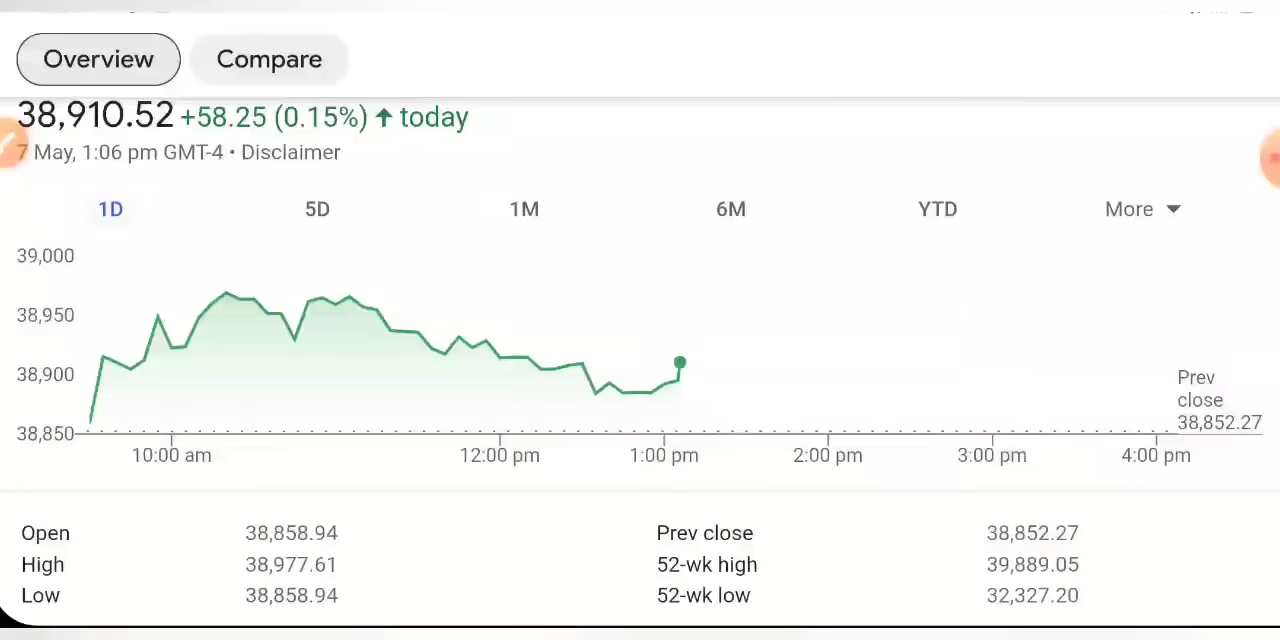 Overview Compare
38,910.52 +58.25 (0.15%) ↑ today
7 May, 1:06 pm GMT-4 • Disclaimer
1D 5D 1M 6M YTD More
39,000
38,950
38,900
38,850
Prev
close
38,852.27
10:00 am 12:00 pm 1:00 pm 2:00 pm 3:00 pm 4:00 pm
Open 38,858.94 Prev close 38,852.27
High 38,977.61 52-wk high 39,889.05
Low 38,858.94 52-wk low 32,327.20